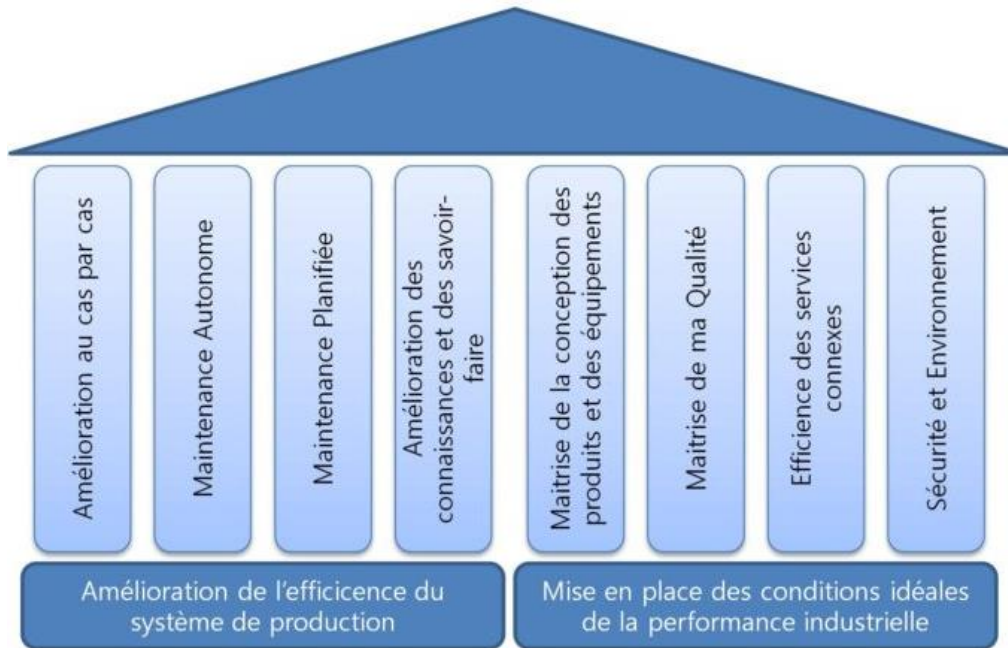 Amélioration au cas par cas
Maintenance Autonome
Maintenance Planifiée
Amélioration des
connaissances et des savoir-
faire
Maitrise de la conception des
produits et des équipements
Maitrise de ma Qualité
Efficience des services
connexes
Sécurité et Environnement
Amélioration de l'efficicence du
système de production
Mise en place des conditions idéales
de la performance industrielle